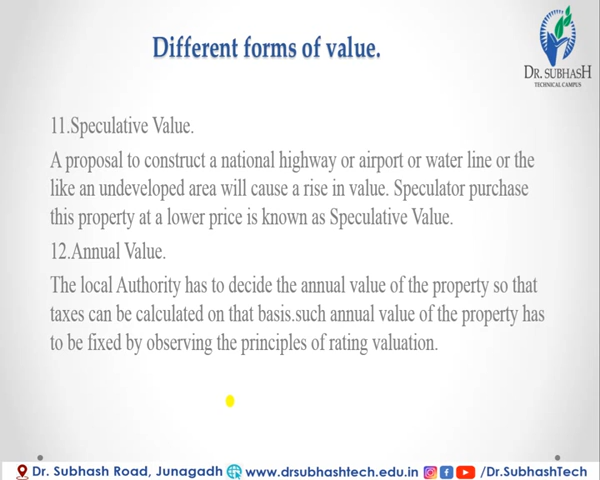 Different forms of value.
DR. SUBHASH
TECHNICAL CAMPUS
11.Speculative Value.
A proposal to construct a national highway or airport or water line or the
like an undeveloped area will cause a rise in value. Speculator purchase
this property at a lower price is known as Speculative Value.
12.Annual Value.
The local Authority has to decide the annual value of the property so that
taxes can be calculated on that basis.such annual value of the property has
to be fixed by observing the principles of rating valuation.
Dr. Subhash Road, Junagadh www.drsubhashtech.edu.in /Dr.SubhashTech